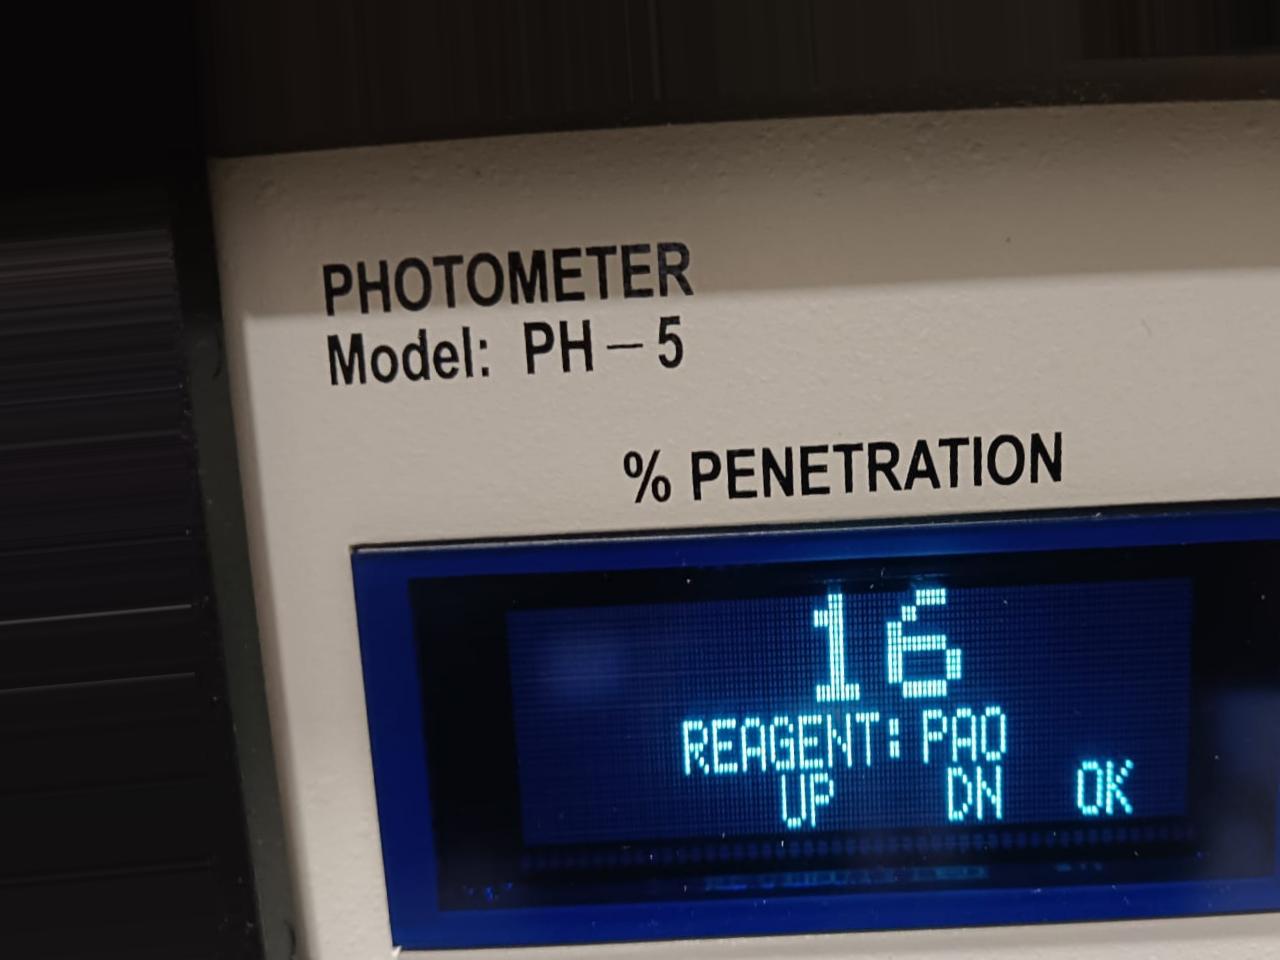 PHOTOMETER
Model: PH – 5
% PENETRATION
16
REAGENT: PAO
UP DN OK